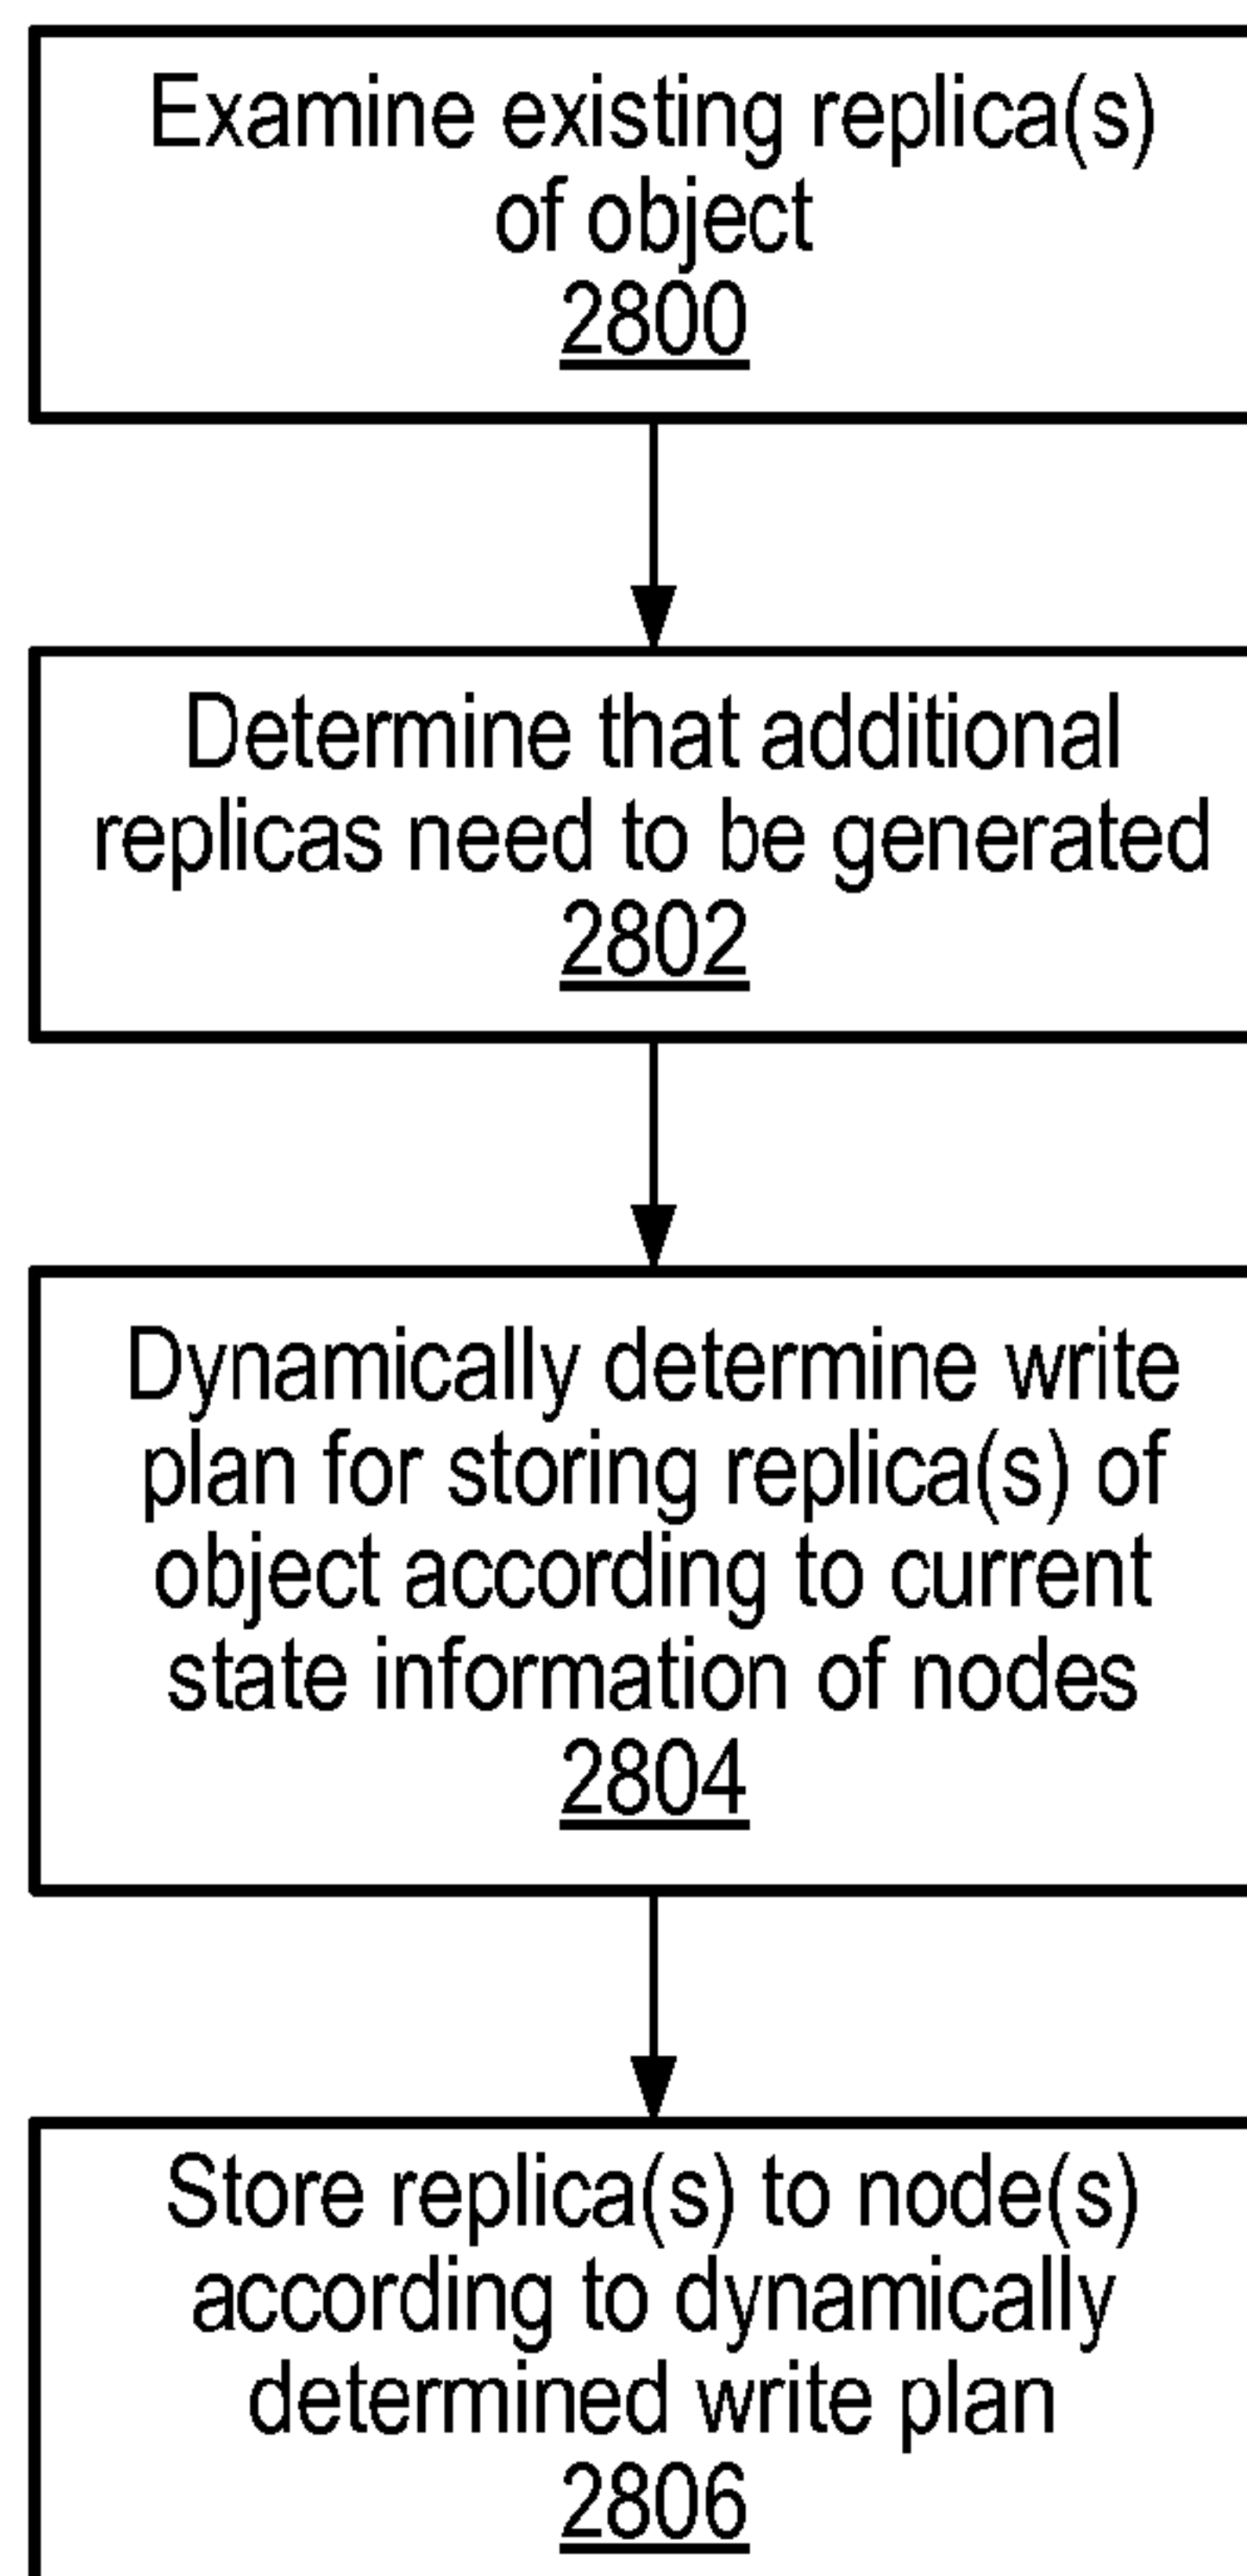 Examine existing replica(s)
of object
2800
Determine that additional
replicas need to be generated
2802
Dynamically determine write
plan for storing replica(s) of
object according to current
state information of nodes
2804
Store replica(s) to node(s)
according to dynamically
determined write plan
2806